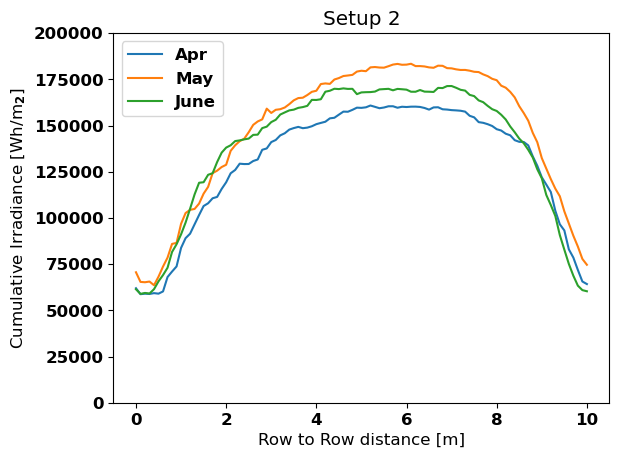 Setup 2
Cumulative Irradiance [Wh/m₂]
200000
175000
150000
125000
100000
75000
50000
25000
0
Apr
May
June
0 2 4 6 8 10
Row to Row distance [m]